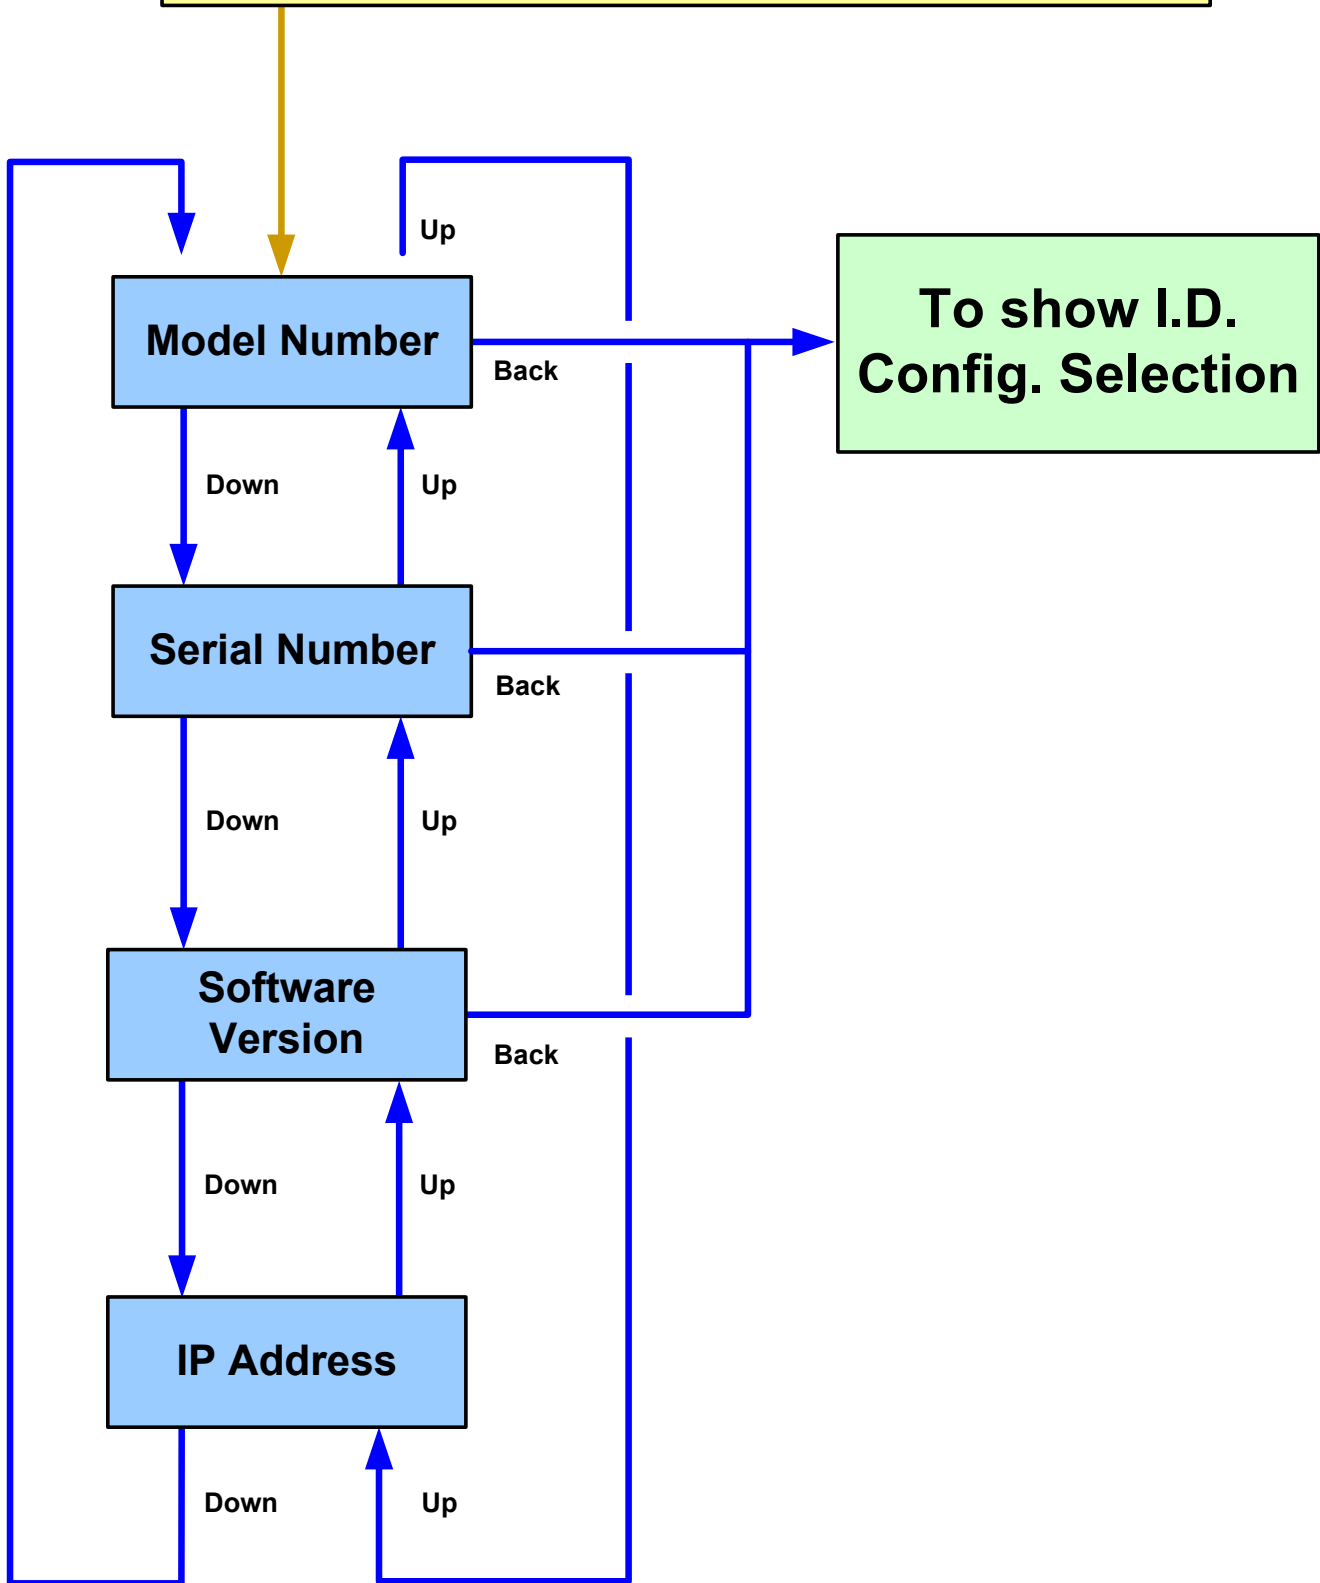 Up
Model Number
To show I.D.
Config. Selection
Back
Down
Up
Serial Number
Back
Down
Up
Software
Version
Back
Down
Up
IP Address
Down
Up